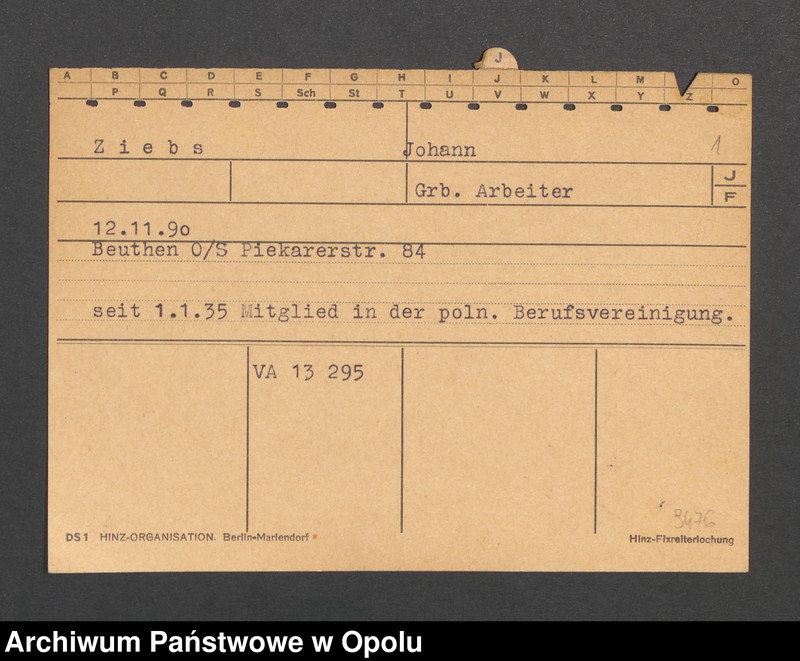 J
A B C D E F G H I J K L M O
P Q R S Sch St T U V W X Y Z
Z i e b s Johann 1
Grb. Arbeiter J
F
12.11.9o
Beuthen O/S Piekarerstr. 84
seit 1.1.35 Mitglied in der poln. Berufsvereinigung.
VA 13 295
3476
DS1 HINZ-ORGANISATION. Berlin-Mariendorf Hinz-Fixreiterlochung
Archiwum Państwowe w Opolu